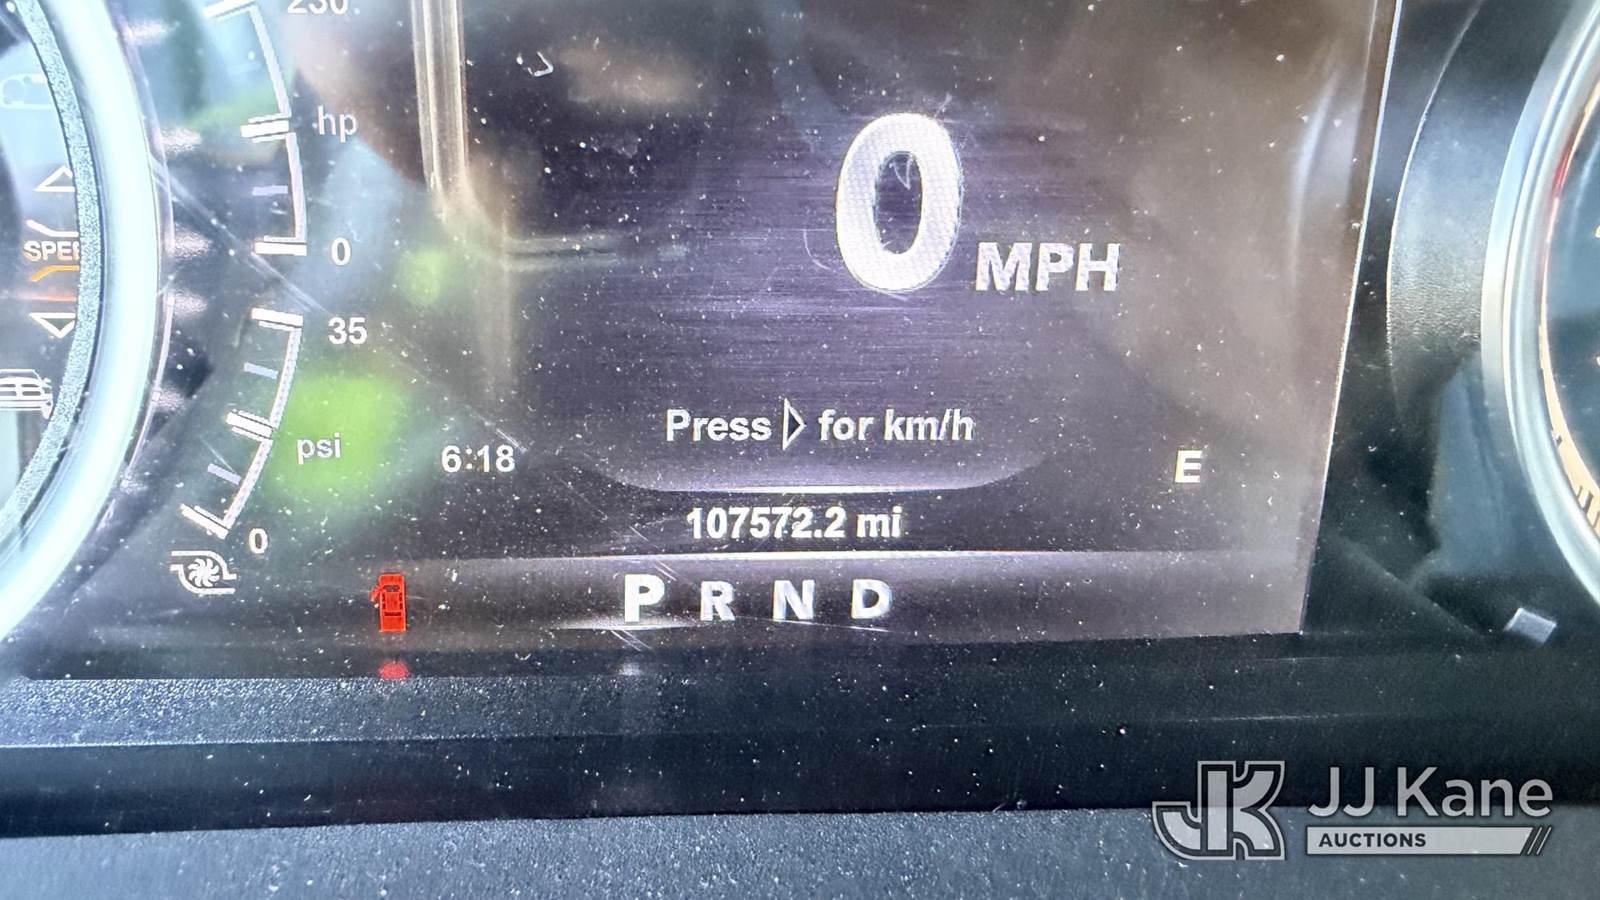 230
hp
0
35
psi
0
SPEE
0 MPH
Press for km/h
6:18
E
107572.2 mi
P R N D
JK JJ Kane
AUCTIONS